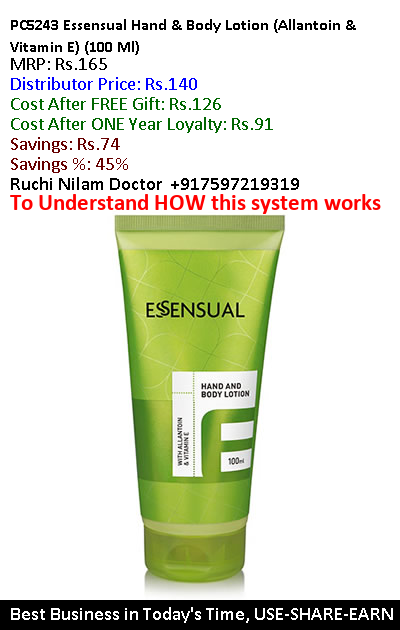 PC5243 Essensual Hand & Body Lotion (Allantoin &
Vitamin E) (100 Ml)
MRP: Rs.165
Distributor Price: Rs.140
Cost After FREE Gift: Rs.126
Cost After ONE Year Loyalty: Rs.91
Savings: Rs.74
Savings %: 45%
Ruchi Nilam Doctor +917597219319
To Understand HOW this system works
ESSENSUAL
HAND AND
BODY LOTION
WITH ALLANTOIN
& VITAMIN E
100ml
Best Business in Today's Time, USE-SHARE-EARN